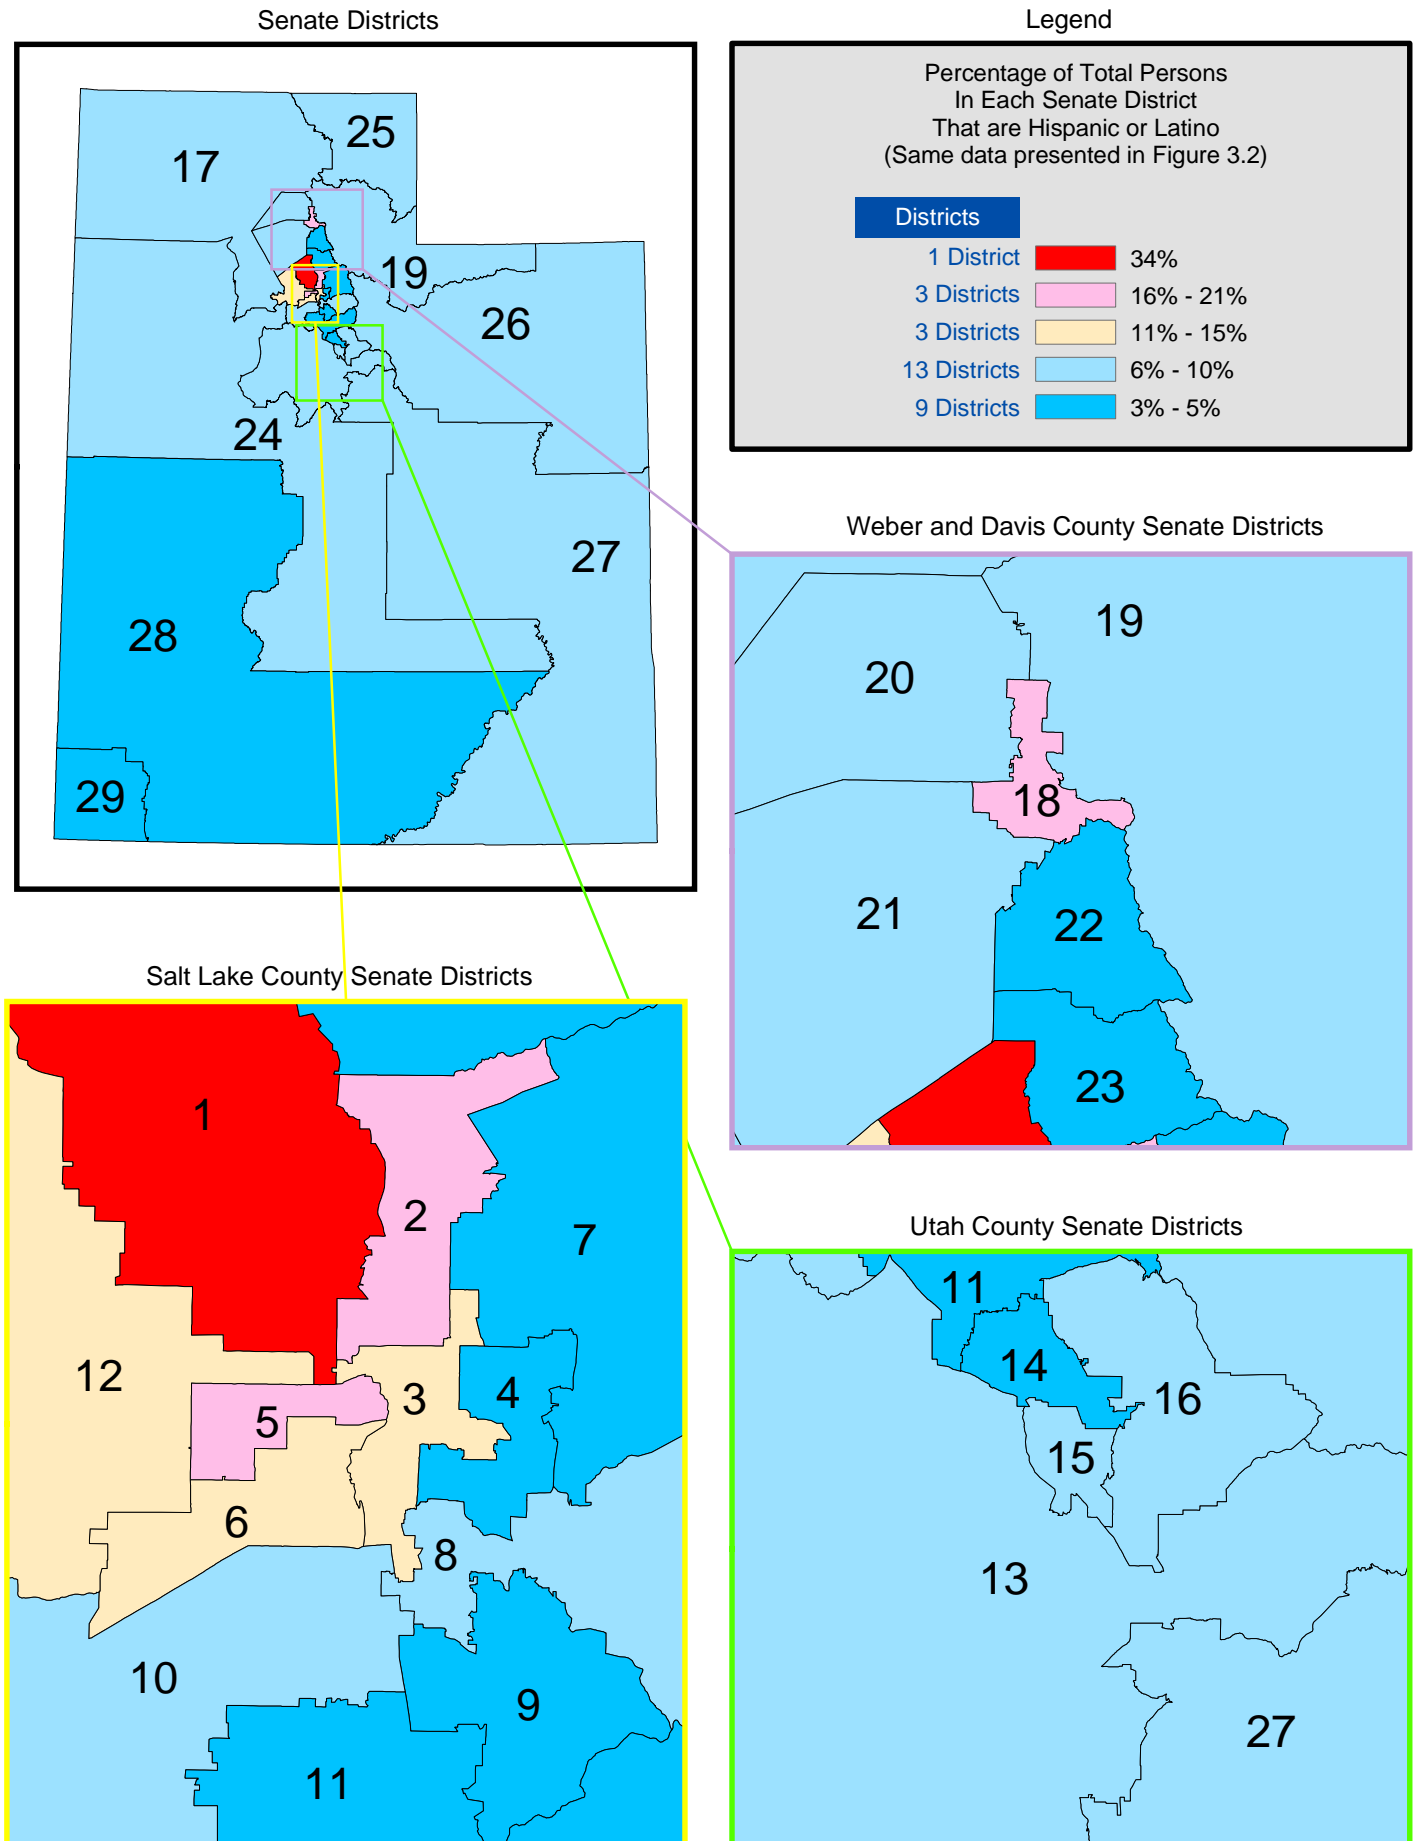 Senate Districts
17
25
19
26
24
27
28
29
Legend
Percentage of Total Persons
In Each Senate District
That are Hispanic or Latino
(Same data presented in Figure 3.2)
Districts
1 District 34%
3 Districts 16% - 21%
3 Districts 11% - 15%
13 Districts 6% - 10%
9 Districts 3% - 5%
Weber and Davis County Senate Districts
19
20
18
21
22
23
Salt Lake County Senate Districts
1
2
7
12
3
4
5
6
8
10
9
11
Utah County Senate Districts
11
14
16
15
13
27